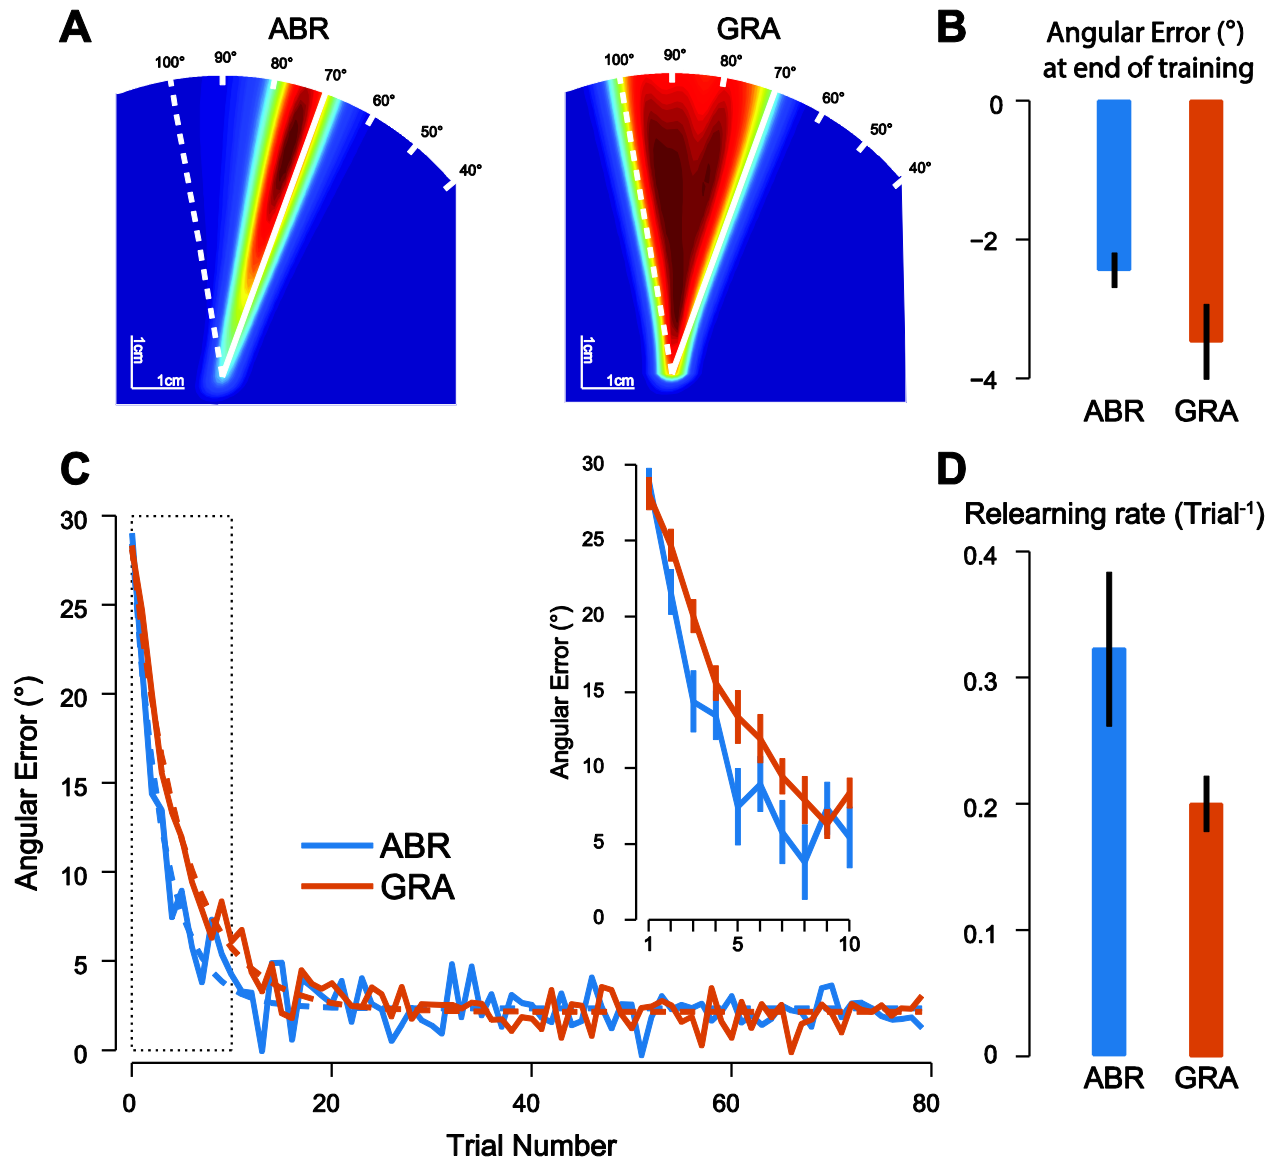 A
ABR
100° 90° 80° 70° 60° 50° 40°
1cm
1cm
GRA
100° 90° 80° 70° 60° 50° 40°
1cm
1cm
B
Angular Error (°)
at end of training
0
−2
−4
ABR GRA
C
30
25
20
15
10
5
0
Angular Error (°)
0 20 40 60 80
Trial Number
ABR
GRA
30
25
20
15
10
5
0
Angular Error (°)
1 5 10
D
Relearning rate (Trial⁻¹)
0.4
0.3
0.2
0.1
0
ABR GRA